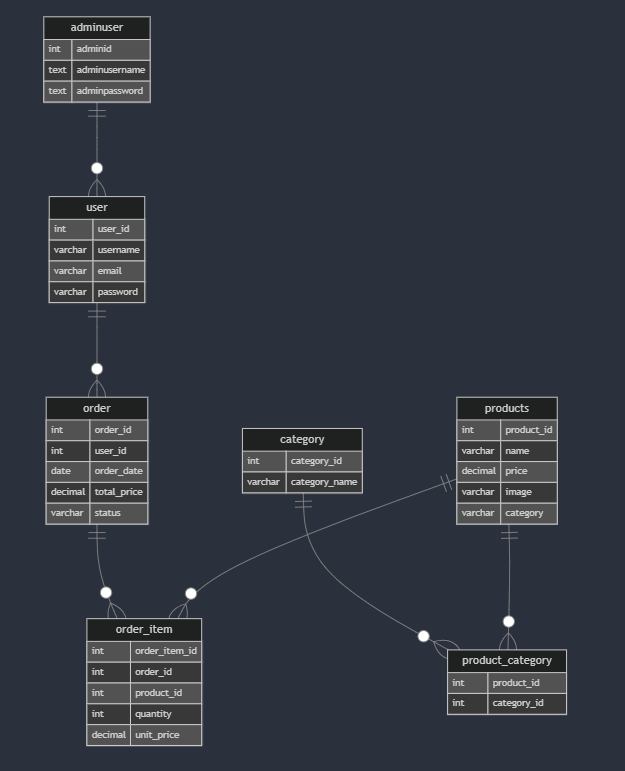 adminuser
int adminid
text adminusername
text adminpassword
user
int user_id
varchar username
varchar email
varchar password
order
int order_id
int user_id
date order_date
decimal total_price
varchar status
category
int category_id
varchar category_name
products
int product_id
varchar name
decimal price
varchar image
varchar category
order_item
int order_item_id
int order_id
int product_id
int quantity
decimal unit_price
product_category
int product_id
int category_id